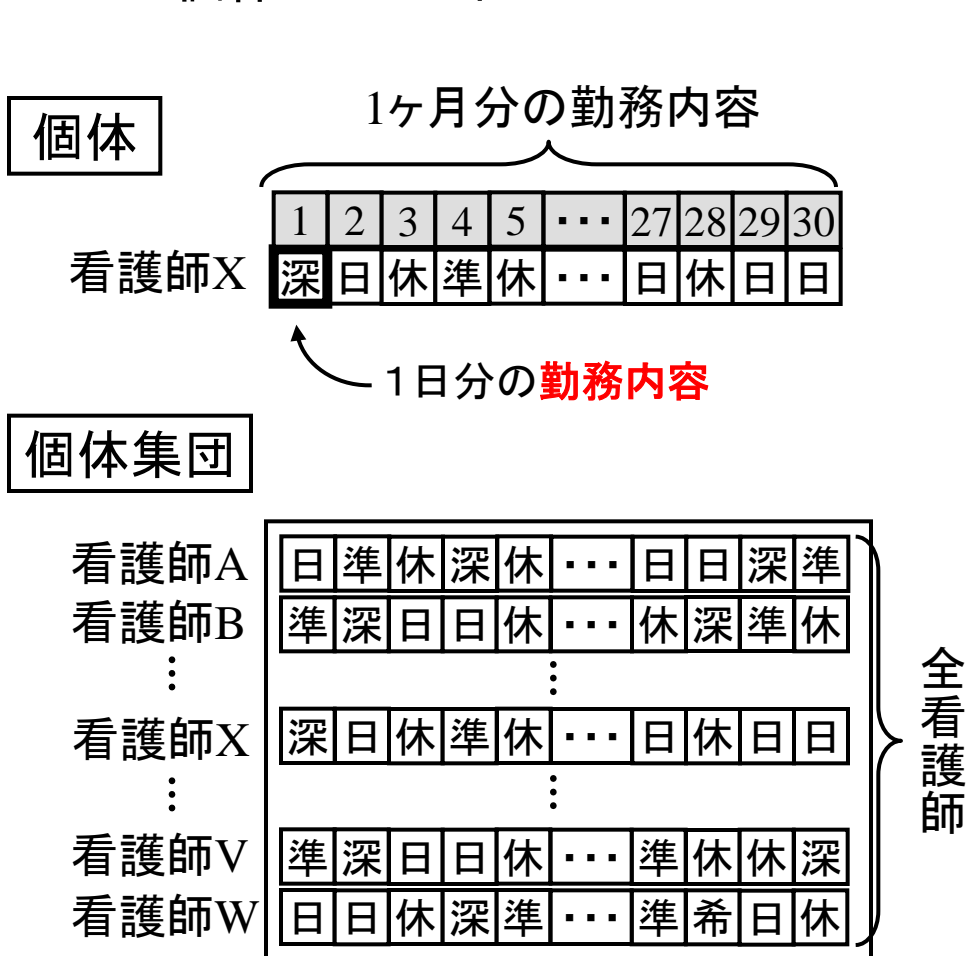 1ヶ月分の勤務内容
個体
1 2 3 4 5 ・・・ 27 28 29 30
看護師X 深 日 休 準 休 ・・・ 日 休 日 日
1日分の勤務内容
個体集団
看護師A 日 準 休 深 休 ・・・ 日 日 深 準
看護師B 準 深 日 日 休 ・・・ 休 深 準 休
看護師X 深 日 休 準 休 ・・・ 日 休 日 日
看護師V 準 深 日 日 休 ・・・ 準 休 休 深
看護師W 日 日 休 深 準 ・・・ 準 希 日 休
全看護師